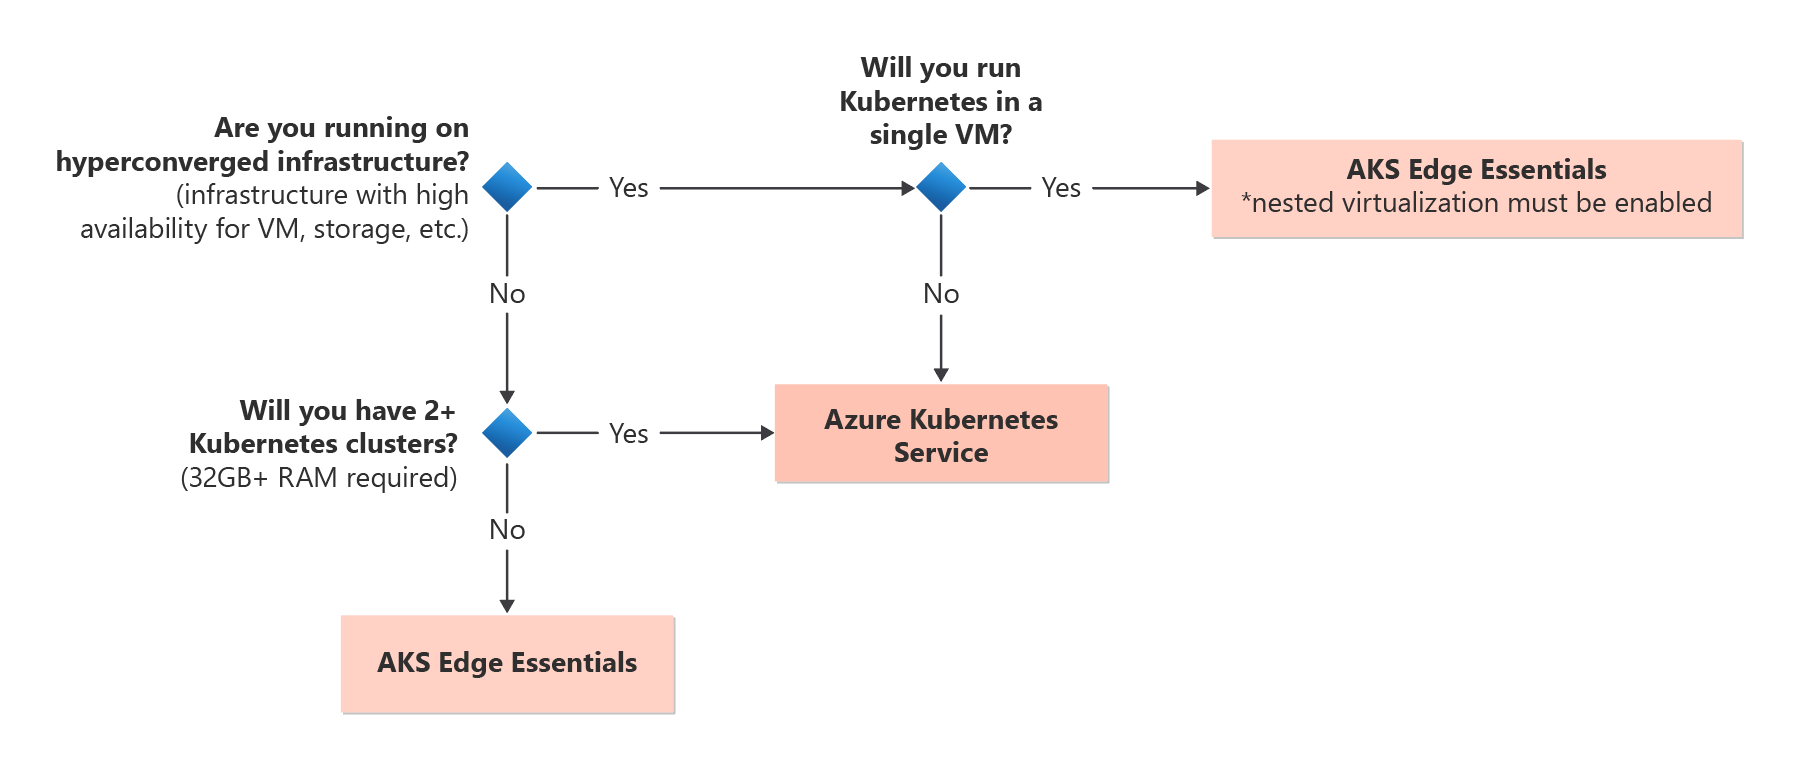 Will you run
Kubernetes in a
single VM?
Are you running on
hyperconverged infrastructure?
(infrastructure with high
availability for VM, storage, etc.)
Yes
Yes
AKS Edge Essentials
*nested virtualization must be enabled
No
No
Will you have 2+
Kubernetes clusters?
(32GB+ RAM required)
Yes
Azure Kubernetes
Service
No
AKS Edge Essentials